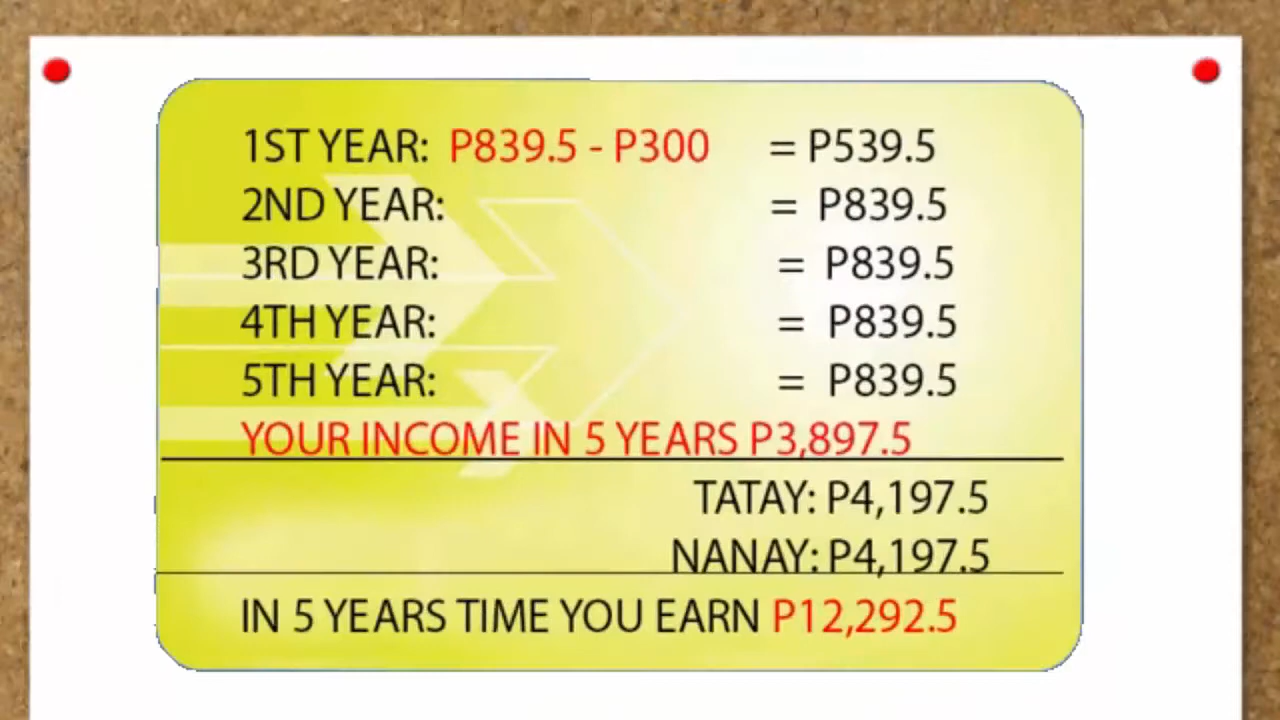 1ST YEAR: P839.5 - P300 = P539.5
2ND YEAR: = P839.5
3RD YEAR: = P839.5
4TH YEAR: = P839.5
5TH YEAR: = P839.5
YOUR INCOME IN 5 YEARS P3,897.5
TATAY: P4,197.5
NANAY: P4,197.5
IN 5 YEARS TIME YOU EARN P12,292.5